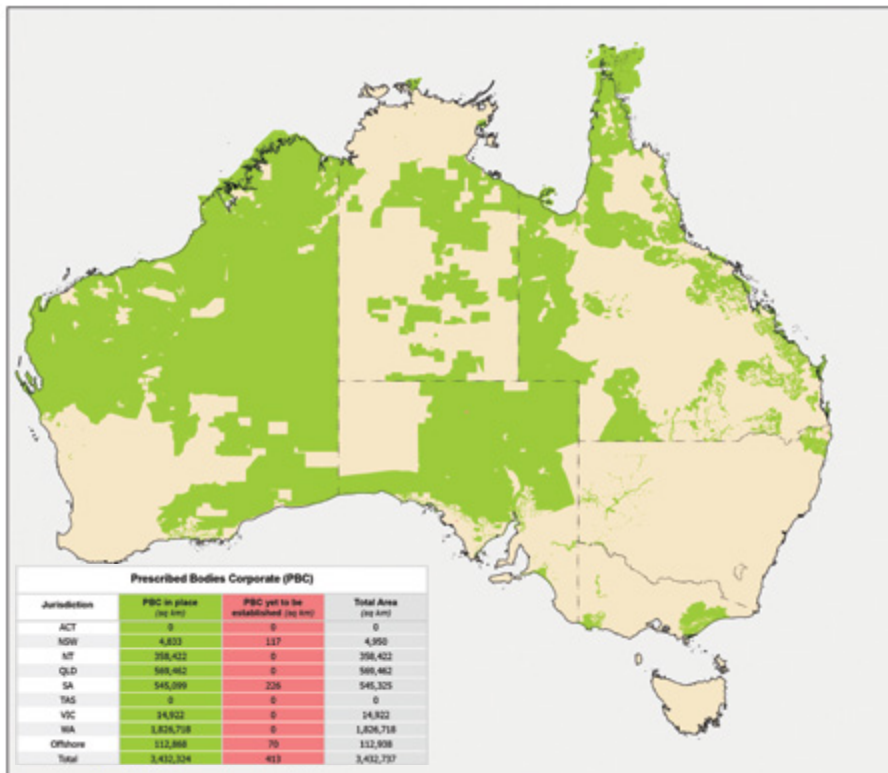 Prescribed Bodies Corporate (PBC)
Jurisdiction PBC in place (sq km) PBC yet to be established (sq km) Total Area (sq km)
ACT 0 0 0
NSW 4,833 117 4,950
NT 358,422 0 358,422
QLD 569,462 0 569,462
SA 545,099 226 545,325
TAS 0 0 0
VIC 14,922 0 14,922
WA 1,826,718 0 1,826,718
Offshore 112,868 70 112,938
Total 3,432,324 413 3,432,737